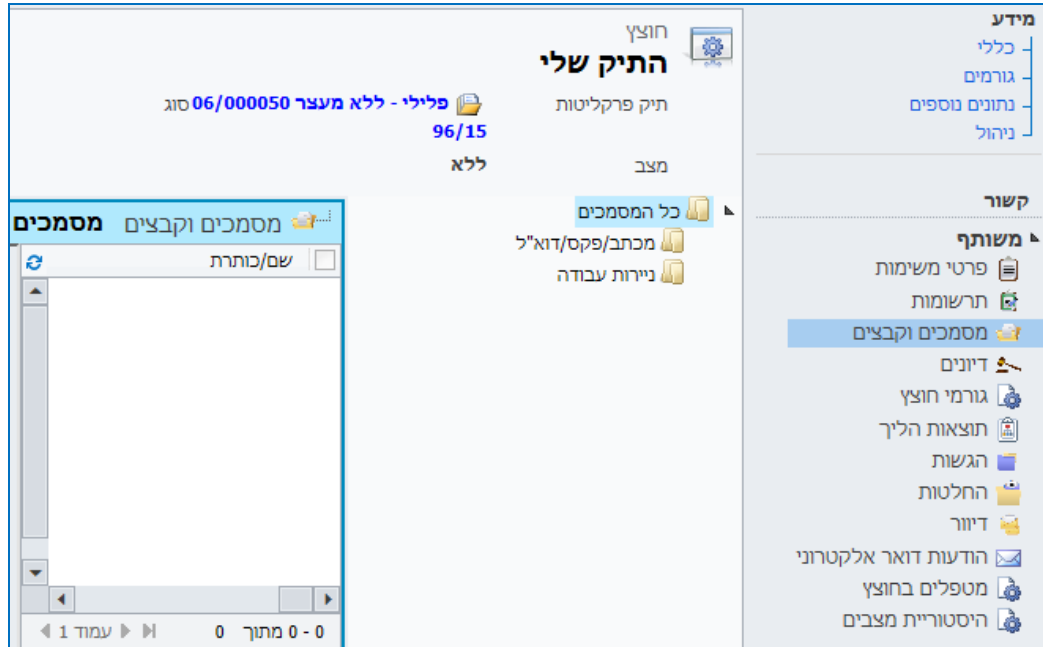 מידע
כללי
גורמים
נתונים נוספים
ניהול
קשור
משותף
פרטי משימות
תרשומות
מסמכים וקבצים
דיונים
גורמי חוצץ
תוצאות הליך
הגשות
החלטות
דיוור
הודעות דואר אלקטרוני
מטפלים בחוצץ
היסטוריית מצבים
חוצץ
התיק שלי
תיק פרקליטות פלילי - ללא מעצר 06/000050 סוג
96/15
מצב ללא
כל המסמכים
מכתב/פקס/דוא"ל
ניירות עבודה
מסמכים וקבצים מסמכים
שם/כותרת
0 - 0 מתוך 0 עמוד 1